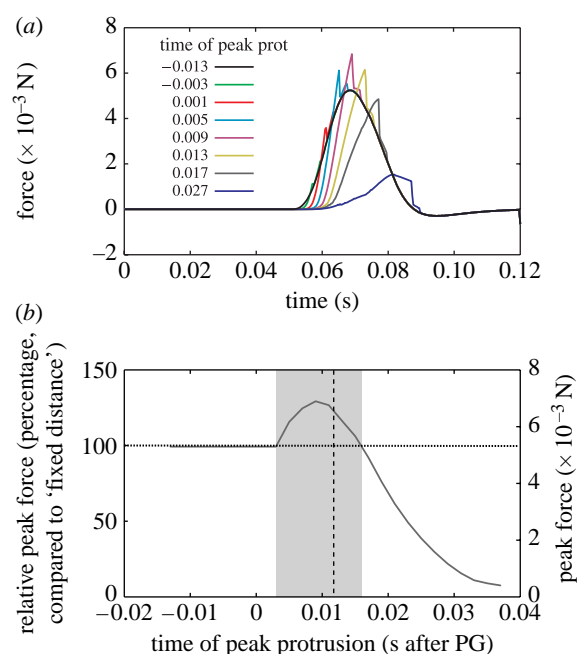 (a)
8
6
4
2
0
−2
force (× 10⁻³ N)
time of peak prot
−0.013
−0.003
0.001
0.005
0.009
0.013
0.017
0.027
0 0.02 0.04 0.06 0.08 0.10 0.12
time (s)
(b)
150
100
50
0
relative peak force (percentage,
compared to ‘fixed distance’)
8
6
4
2
0
peak force (× 10⁻³ N)
−0.02 −0.01 0 0.01 0.02 0.03 0.04
time of peak protrusion (s after PG)